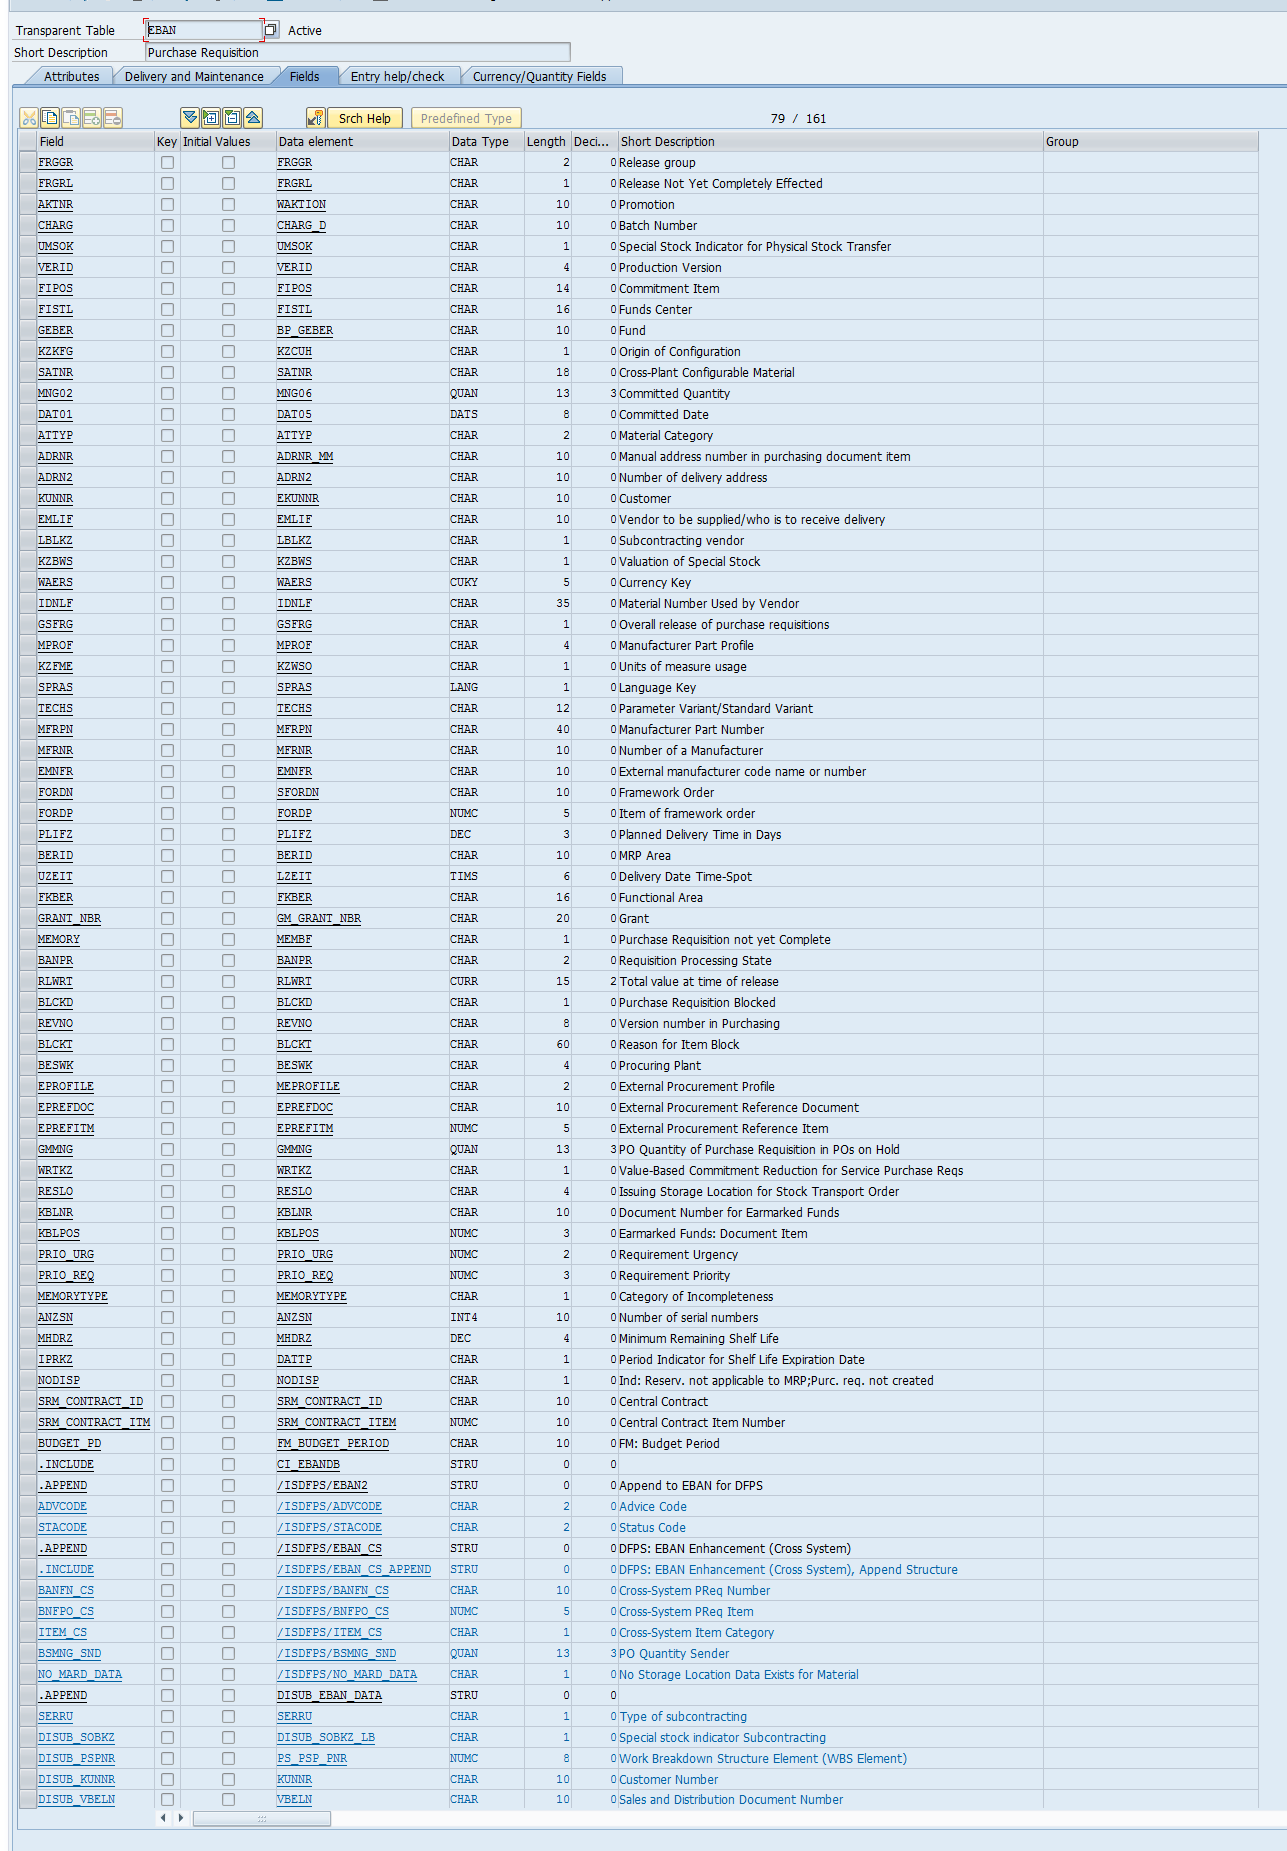 Transparent Table EBAN Active
Short Description Purchase Requisition
Attributes Delivery and Maintenance Fields Entry help/check Currency/Quantity Fields
Srch Help Predefined Type 79 / 161
Field Key Initial Values Data element Data Type Length Deci... Short Description Group
FRGGR FRGGR CHAR 2 0 Release group
FRGRL FRGRL CHAR 1 0 Release Not Yet Completely Effected
AKTNR WAKTION CHAR 10 0 Promotion
CHARG CHARG_D CHAR 10 0 Batch Number
UMSOK UMSOK CHAR 1 0 Special Stock Indicator for Physical Stock Transfer
VERID VERID CHAR 4 0 Production Version
FIPOS FIPOS CHAR 14 0 Commitment Item
FISTL FISTL CHAR 16 0 Funds Center
GEBER BP_GEBER CHAR 10 0 Fund
KZKFG KZCUH CHAR 1 0 Origin of Configuration
SATNR SATNR CHAR 18 0 Cross-Plant Configurable Material
MNG02 MNG06 QUAN 13 3 Committed Quantity
DAT01 DAT05 DATS 8 0 Committed Date
ATTYP ATTYP CHAR 2 0 Material Category
ADRNR ADRNR_MM CHAR 10 0 Manual address number in purchasing document item
ADRN2 ADRN2 CHAR 10 0 Number of delivery address
KUNNR EKUNNR CHAR 10 0 Customer
EMLIF EMLIF CHAR 10 0 Vendor to be supplied/who is to receive delivery
LBLKZ LBLKZ CHAR 1 0 Subcontracting vendor
KZBWS KZBWS CHAR 1 0 Valuation of Special Stock
WAERS WAERS CUKY 5 0 Currency Key
IDNLF IDNLF CHAR 35 0 Material Number Used by Vendor
GSFRG GSFRG CHAR 1 0 Overall release of purchase requisitions
MPROF MPROF CHAR 4 0 Manufacturer Part Profile
KZFME KZWSO CHAR 1 0 Units of measure usage
SPRAS SPRAS LANG 1 0 Language Key
TECHS TECHS CHAR 12 0 Parameter Variant/Standard Variant
MFRPN MFRPN CHAR 40 0 Manufacturer Part Number
MFRNR MFRNR CHAR 10 0 Number of a Manufacturer
EMNFR EMNFR CHAR 10 0 External manufacturer code name or number
FORDN SFORDN CHAR 10 0 Framework Order
FORDP FORDP NUMC 5 0 Item of framework order
PLIFZ PLIFZ DEC 3 0 Planned Delivery Time in Days
BERID BERID CHAR 10 0 MRP Area
UZEIT LZEIT TIMS 6 0 Delivery Date Time-Spot
FKBER FKBER CHAR 16 0 Functional Area
GRANT_NBR GM_GRANT_NBR CHAR 20 0 Grant
MEMORY MEMBF CHAR 1 0 Purchase Requisition not yet Complete
BANPR BANPR CHAR 2 0 Requisition Processing State
RLWRT RLWRT CURR 15 2 Total value at time of release
BLCKD BLCKD CHAR 1 0 Purchase Requisition Blocked
REVNO REVNO CHAR 8 0 Version number in Purchasing
BLCKT BLCKT CHAR 60 0 Reason for Item Block
BESWK BESWK CHAR 4 0 Procuring Plant
EPROFILE MEPROFILE CHAR 2 0 External Procurement Profile
EPREFDOC EPREFDOC CHAR 10 0 External Procurement Reference Document
EPREFITM EPREFITM NUMC 5 0 External Procurement Reference Item
GMMNG GMMNG QUAN 13 3 PO Quantity of Purchase Requisition in POs on Hold
WRTKZ WRTKZ CHAR 1 0 Value-Based Commitment Reduction for Service Purchase Reqs
RESLO RESLO CHAR 4 0 Issuing Storage Location for Stock Transport Order
KBLNR KBLNR CHAR 10 0 Document Number for Earmarked Funds
KBLPOS KBLPOS NUMC 3 0 Earmarked Funds: Document Item
PRIO_URG PRIO_URG NUMC 2 0 Requirement Urgency
PRIO_REQ PRIO_REQ NUMC 3 0 Requirement Priority
MEMORYTYPE MEMORYTYPE CHAR 1 0 Category of Incompleteness
ANZSN ANZSN INT4 10 0 Number of serial numbers
MHDRZ MHDRZ DEC 4 0 Minimum Remaining Shelf Life
IPRKZ DATTP CHAR 1 0 Period Indicator for Shelf Life Expiration Date
NODISP NODISP CHAR 1 0 Ind: Reserv. not applicable to MRP;Purc. req. not created
SRM_CONTRACT_ID SRM_CONTRACT_ID CHAR 10 0 Central Contract
SRM_CONTRACT_ITM SRM_CONTRACT_ITEM NUMC 10 0 Central Contract Item Number
BUDGET_PD FM_BUDGET_PERIOD CHAR 10 0 FM: Budget Period
.INCLUDE CI_EBANDB STRU 0 0
.APPEND /ISDFPS/EBAN2 STRU 0 0 Append to EBAN for DFPS
ADVCODE /ISDFPS/ADVCODE CHAR 2 0 Advice Code
STACODE /ISDFPS/STACODE CHAR 2 0 Status Code
.APPEND /ISDFPS/EBAN_CS STRU 0 0 DFPS: EBAN Enhancement (Cross System)
.INCLUDE /ISDFPS/EBAN_CS_APPEND STRU 0 0 DFPS: EBAN Enhancement (Cross System), Append Structure
BANFN_CS /ISDFPS/BANFN_CS CHAR 10 0 Cross-System PReq Number
BNFPO_CS /ISDFPS/BNFPO_CS NUMC 5 0 Cross-System PReq Item
ITEM_CS /ISDFPS/ITEM_CS CHAR 1 0 Cross-System Item Category
BSMNG_SND /ISDFPS/BSMNG_SND QUAN 13 3 PO Quantity Sender
NO_MARD_DATA /ISDFPS/NO_MARD_DATA CHAR 1 0 No Storage Location Data Exists for Material
.APPEND DISUB_EBAN_DATA STRU 0 0
SERRU SERRU CHAR 1 0 Type of subcontracting
DISUB_SOBKZ DISUB_SOBKZ_LB CHAR 1 0 Special stock indicator Subcontracting
DISUB_PSPNR PS_PSP_PNR NUMC 8 0 Work Breakdown Structure Element (WBS Element)
DISUB_KUNNR KUNNR CHAR 10 0 Customer Number
DISUB_VBELN VBELN CHAR 10 0 Sales and Distribution Document Number